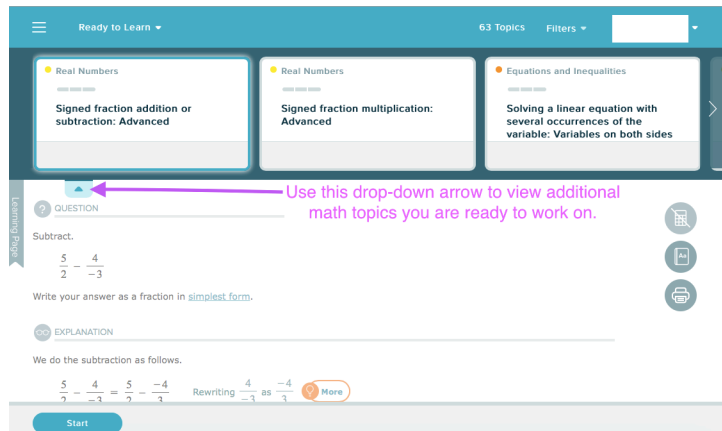 Ready to Learn
63 Topics
Filters
Real Numbers
Signed fraction addition or
subtraction: Advanced
Real Numbers
Signed fraction multiplication:
Advanced
Equations and Inequalities
Solving a linear equation with
several occurrences of the
variable: Variables on both sides
Use this drop-down arrow to view additional
math topics you are ready to work on.
Learning Page
? QUESTION
Subtract.
5/2 − 4/−3
Write your answer as a fraction in simplest form.
EXPLANATION
We do the subtraction as follows.
5/2 − 4/−3 = 5/2 − −4/3 Rewriting 4/−3 as −4/3 More
Aa
Start